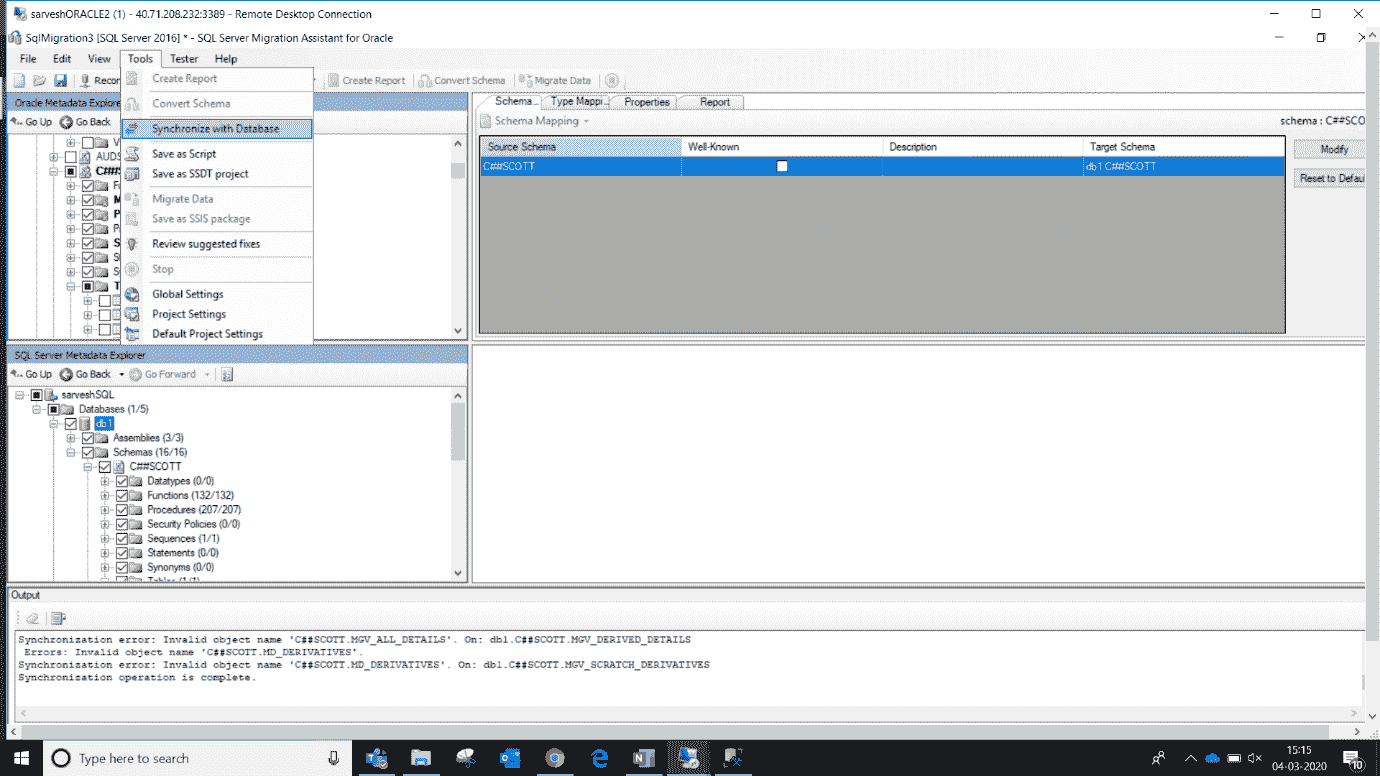 sarveshORACLE2 (1) - 40.71.208.232:3389 - Remote Desktop Connection
SqlMigration3 [SQL Server 2016] * - SQL Server Migration Assistant for Oracle
File Edit View Tools Tester Help
Create Report Convert Schema Migrate Data
Create Report
Convert Schema
Synchronize with Database
Save as Script
Save as SSDT project
Migrate Data
Save as SSIS package
Review suggested fixes
Stop
Global Settings
Project Settings
Default Project Settings
Oracle Metadata Explore
Go Up Go Back
AUDS
Schema... Type Mappi... Properties Report
Schema Mapping schema : C##SCO
Source Schema Well-Known Description Target Schema
C##SCOTT db1.C##SCOTT
Modify
Reset to Defau
SQL Server Metadata Explorer
Go Up Go Back Go Forward
sarveshSQL
Databases (1/5)
db1
Assemblies (3/3)
Schemas (16/16)
C##SCOTT
Datatypes (0/0)
Functions (132/132)
Procedures (207/207)
Security Policies (0/0)
Sequences (1/1)
Statements (0/0)
Synonyms (0/0)
Tables (1/1)
Output
Synchronization error: Invalid object name 'C##SCOTT.MGV_ALL_DETAILS'. On: db1.C##SCOTT.MGV_DERIVED_DETAILS
Errors: Invalid object name 'C##SCOTT.MD_DERIVATIVES'.
Synchronization error: Invalid object name 'C##SCOTT.MD_DERIVATIVES'. On: db1.C##SCOTT.MGV_SCRATCH_DERIVATIVES
Synchronization operation is complete.
Type here to search
15:15
04-03-2020
10